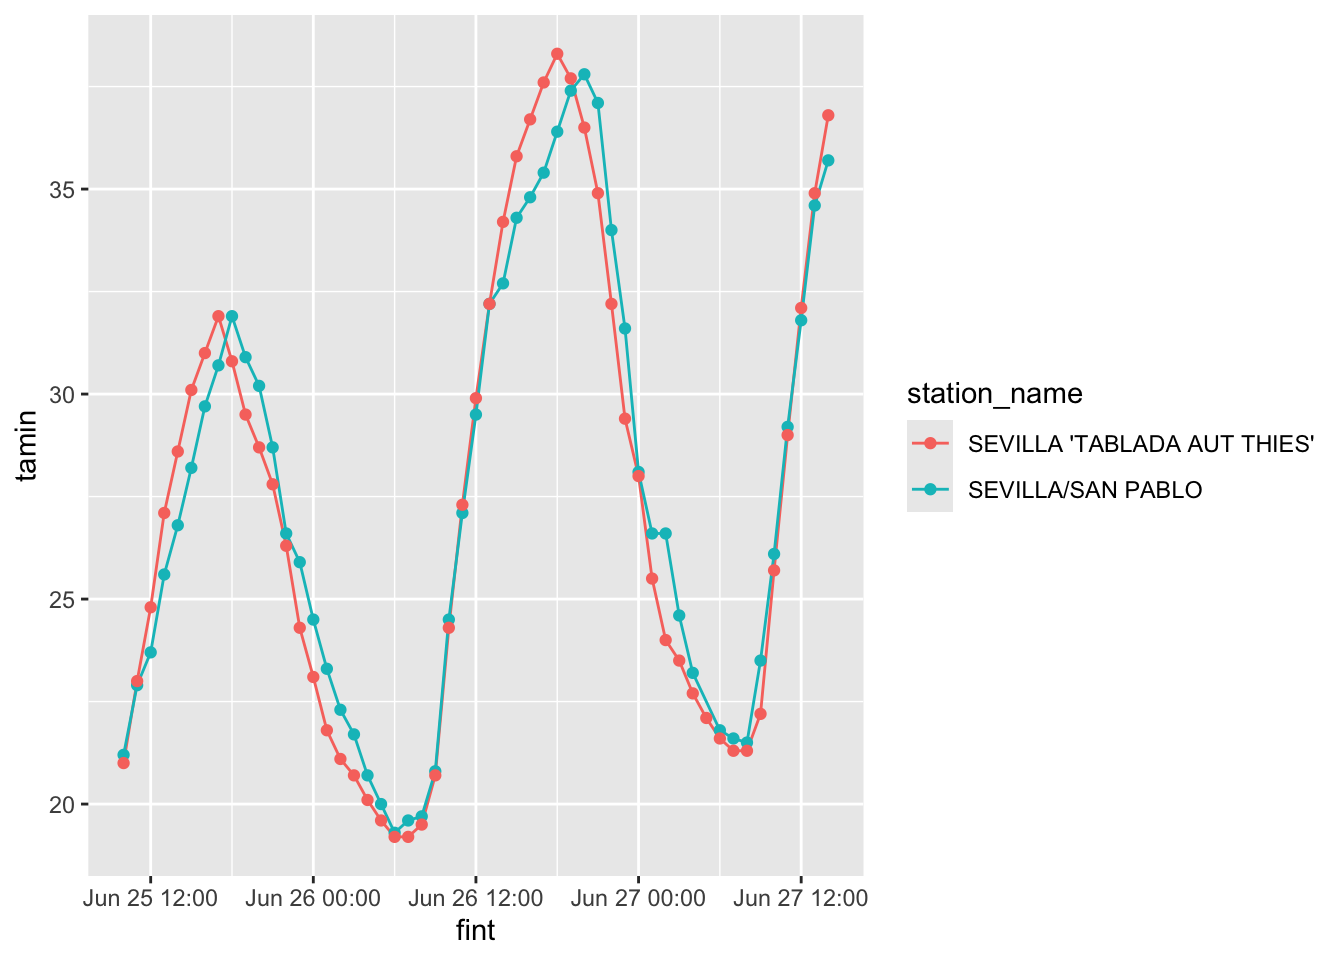 35
30
25
20
tamin
Jun 25 12:00 Jun 26 00:00 Jun 26 12:00 Jun 27 00:00 Jun 27 12:00
fint
station_name
SEVILLA 'TABLADA AUT THIES'
SEVILLA/SAN PABLO